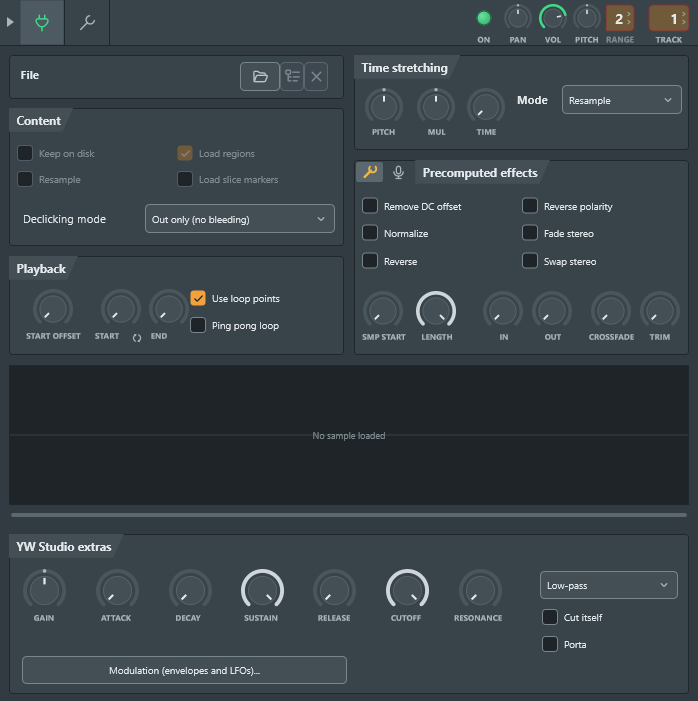 2
1
ON
PAN
VOL
PITCH
RANGE
TRACK
File
Time stretching
PITCH
MUL
TIME
Mode
Resample
Content
Keep on disk
Load regions
Resample
Load slice markers
Declicking mode
Out only (no bleeding)
Precomputed effects
Remove DC offset
Reverse polarity
Normalize
Fade stereo
Reverse
Swap stereo
SMP START
LENGTH
IN
OUT
CROSSFADE
TRIM
Playback
Use loop points
Ping pong loop
START OFFSET
START
END
No sample loaded
YW Studio extras
GAIN
ATTACK
DECAY
SUSTAIN
RELEASE
CUTOFF
RESONANCE
Low-pass
Cut itself
Porta
Modulation (envelopes and LFOs)...